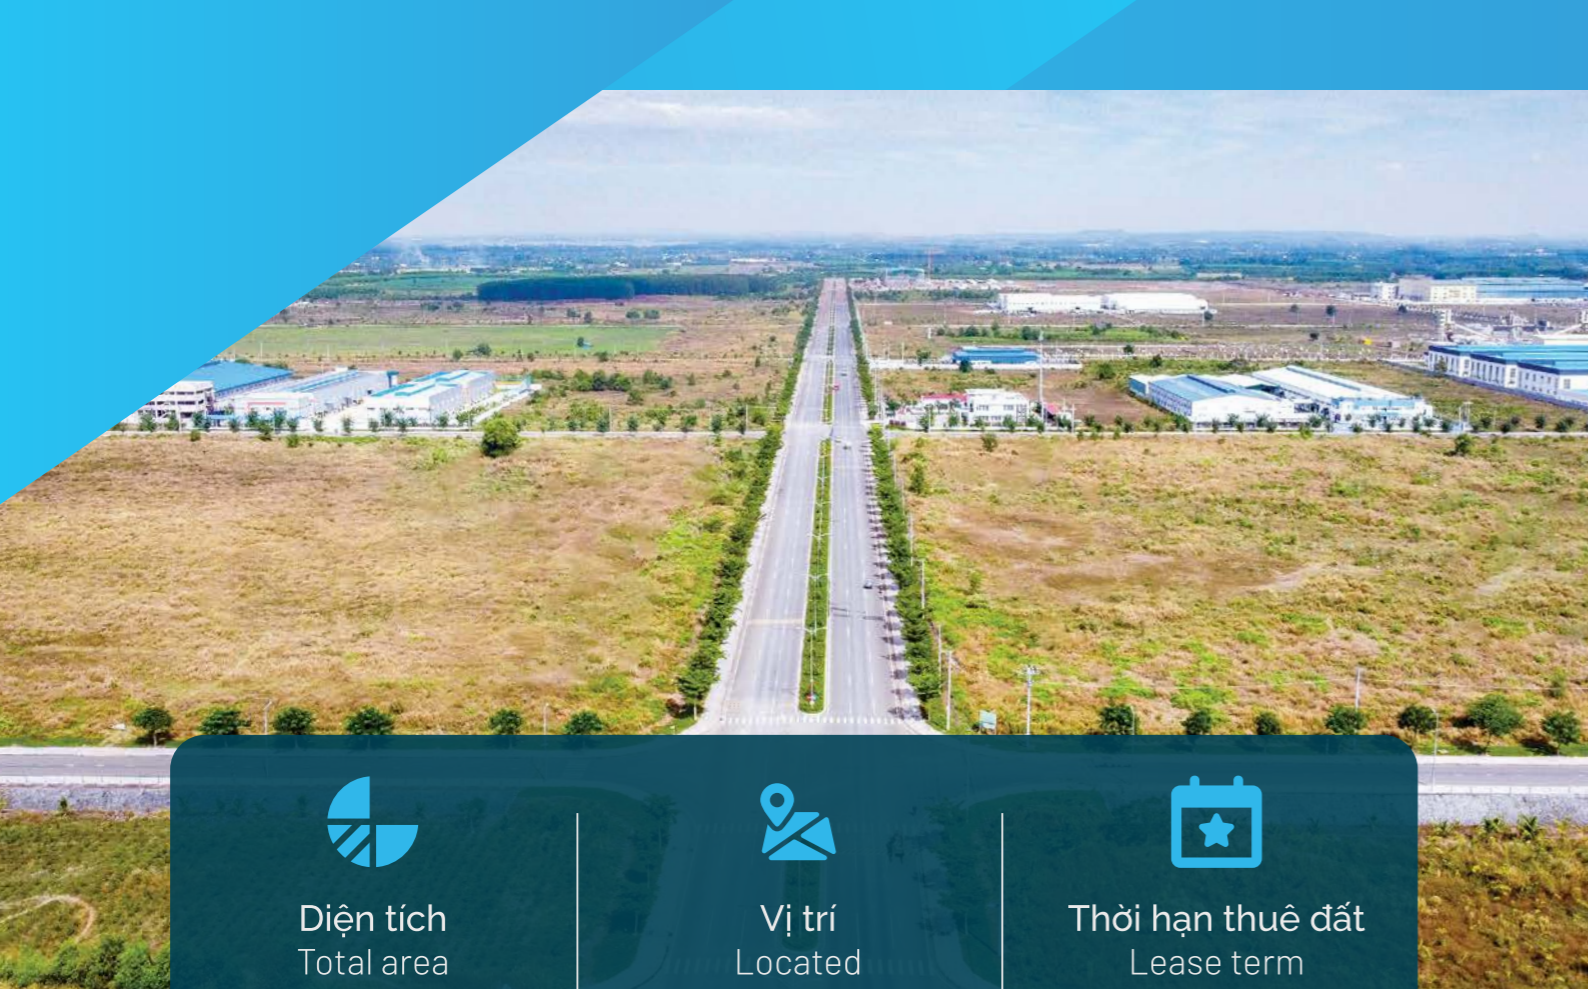 Diện tích
Total area
Vị trí
Located
Thời hạn thuê đất
Lease term